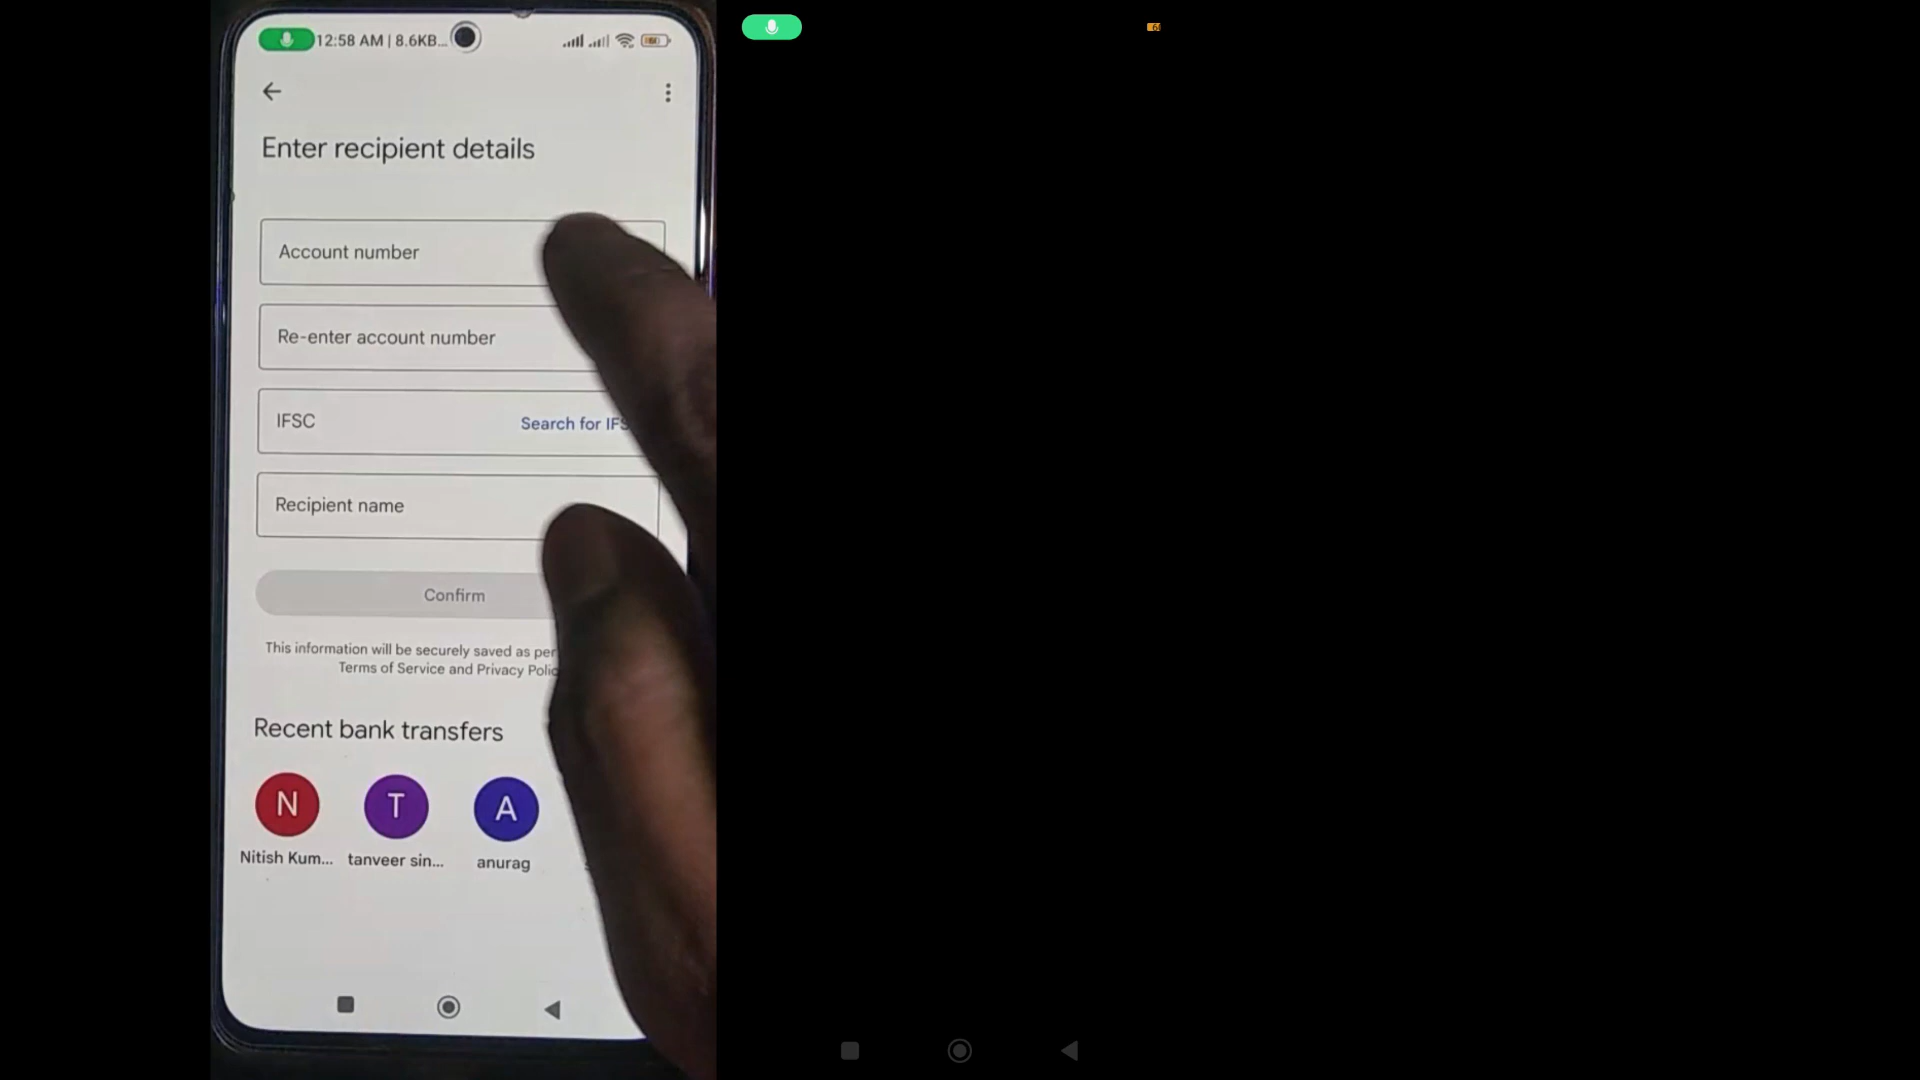 12:58 AM | 8.6KB...
Enter recipient details
Account number
Re-enter account number
IFSC
Search for IFS
Recipient name
Confirm
This information will be securely saved as per
Terms of Service and Privacy Polic
Recent bank transfers
N
T
A
Nitish Kum...
tanveer sin...
anurag